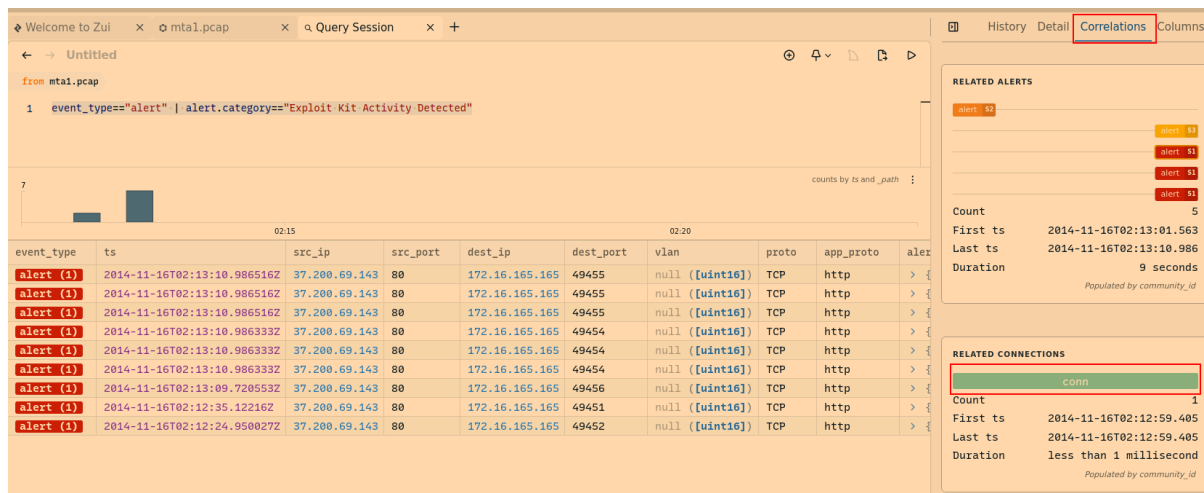 Welcome to Zui × mta1.pcap × Query Session × +
History Detail Correlations Columns
← → Untitled
from mta1.pcap
1 event_type=="alert" | alert.category=="Exploit Kit Activity Detected"
counts by ts and _path
7
02:15 02:20
event_type ts src_ip src_port dest_ip dest_port vlan proto app_proto aler
alert (1) 2014-11-16T02:13:10.986516Z 37.200.69.143 80 172.16.165.165 49455 null ([uint16]) TCP http > {
alert (1) 2014-11-16T02:13:10.986516Z 37.200.69.143 80 172.16.165.165 49455 null ([uint16]) TCP http > {
alert (1) 2014-11-16T02:13:10.986516Z 37.200.69.143 80 172.16.165.165 49455 null ([uint16]) TCP http > {
alert (1) 2014-11-16T02:13:10.986333Z 37.200.69.143 80 172.16.165.165 49454 null ([uint16]) TCP http > {
alert (1) 2014-11-16T02:13:10.986333Z 37.200.69.143 80 172.16.165.165 49454 null ([uint16]) TCP http > {
alert (1) 2014-11-16T02:13:10.986333Z 37.200.69.143 80 172.16.165.165 49454 null ([uint16]) TCP http > {
alert (1) 2014-11-16T02:13:09.720553Z 37.200.69.143 80 172.16.165.165 49456 null ([uint16]) TCP http > {
alert (1) 2014-11-16T02:12:35.12216Z 37.200.69.143 80 172.16.165.165 49451 null ([uint16]) TCP http > {
alert (1) 2014-11-16T02:12:24.950027Z 37.200.69.143 80 172.16.165.165 49452 null ([uint16]) TCP http > {
RELATED ALERTS
alert S2
alert S3
alert S1
alert S1
alert S1
Count 5
First ts 2014-11-16T02:13:01.563
Last ts 2014-11-16T02:13:10.986
Duration 9 seconds
Populated by community_id
RELATED CONNECTIONS
conn
Count 1
First ts 2014-11-16T02:12:59.405
Last ts 2014-11-16T02:12:59.405
Duration less than 1 millisecond
Populated by community_id